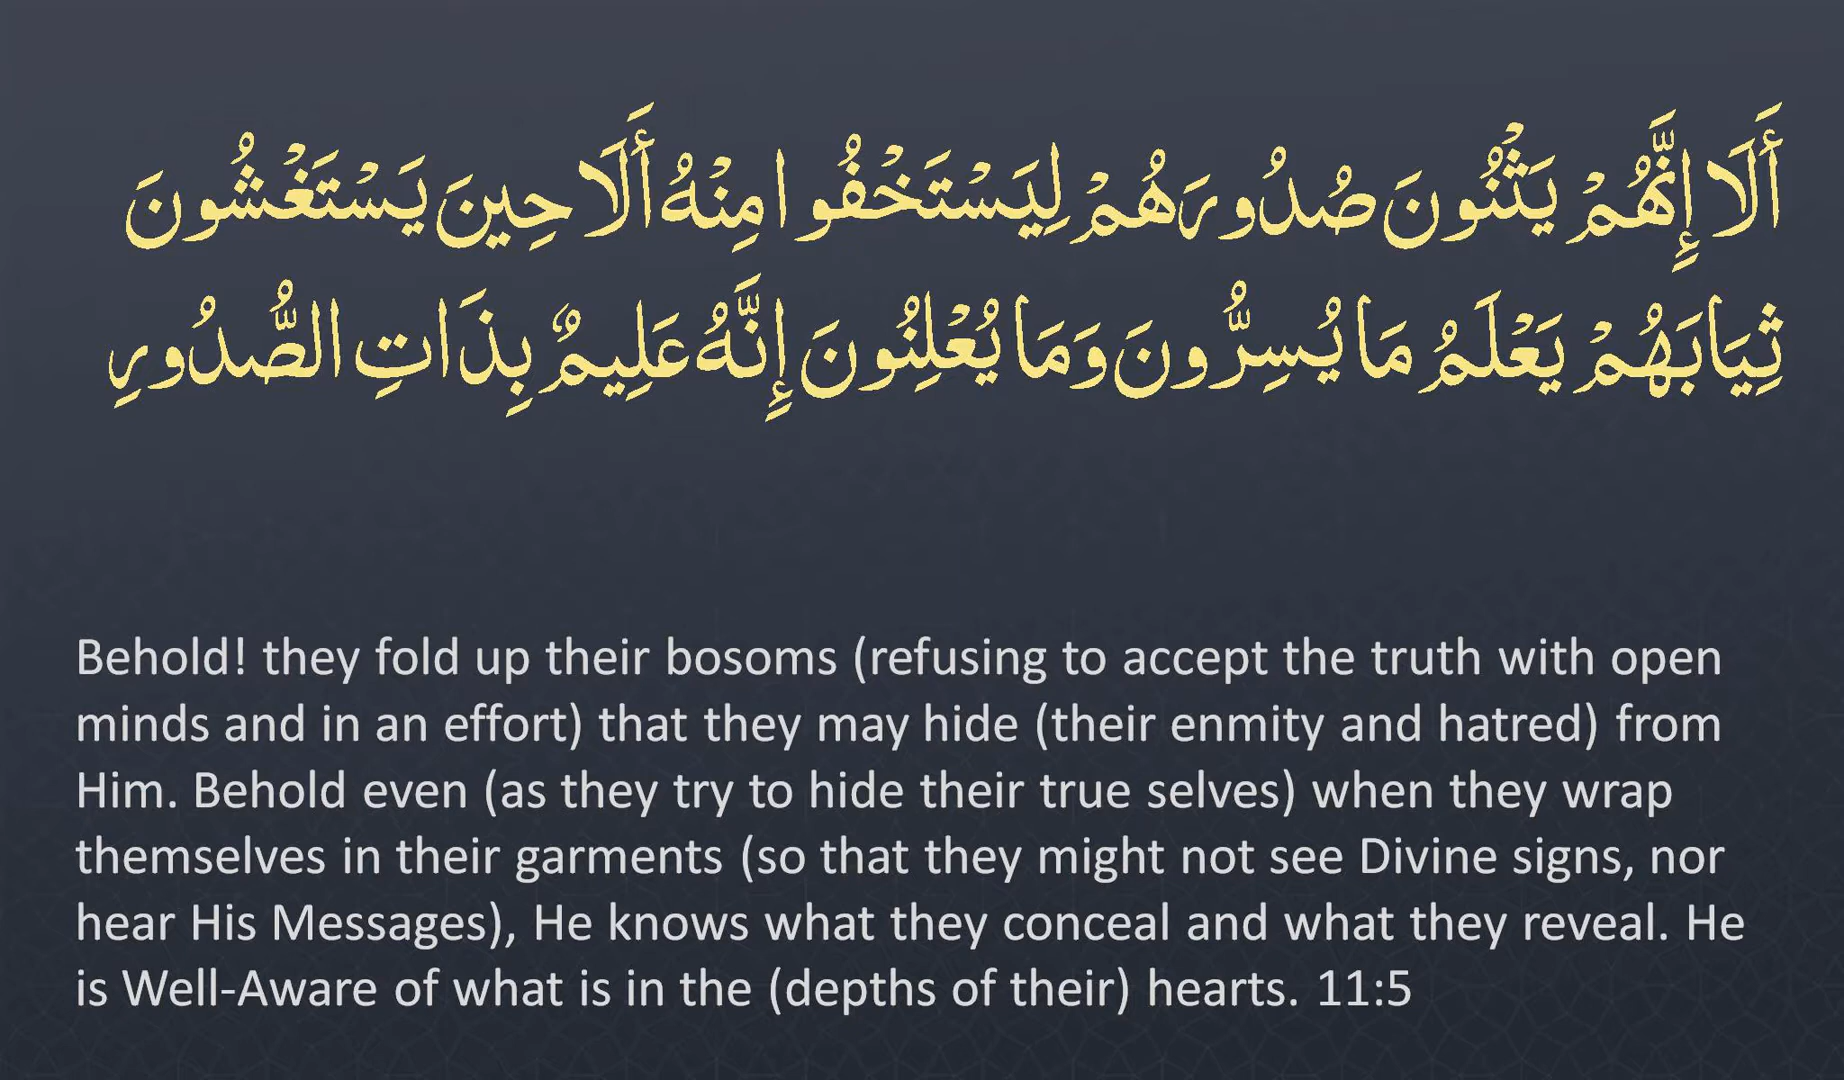 أَلَا إِنَّهُمْ يَثْنُونَ صُدُورَهُمْ لِيَسْتَخْفُوا مِنْهُ أَلَا حِينَ يَسْتَغْشُونَ
ثِيَابَهُمْ يَعْلَمُ مَا يُسِرُّونَ وَمَا يُعْلِنُونَ إِنَّهُ عَلِيمٌ بِذَاتِ الصُّدُورِ
Behold! they fold up their bosoms (refusing to accept the truth with open
minds and in an effort) that they may hide (their enmity and hatred) from
Him. Behold even (as they try to hide their true selves) when they wrap
themselves in their garments (so that they might not see Divine signs, nor
hear His Messages), He knows what they conceal and what they reveal. He
is Well-Aware of what is in the (depths of their) hearts. 11:5